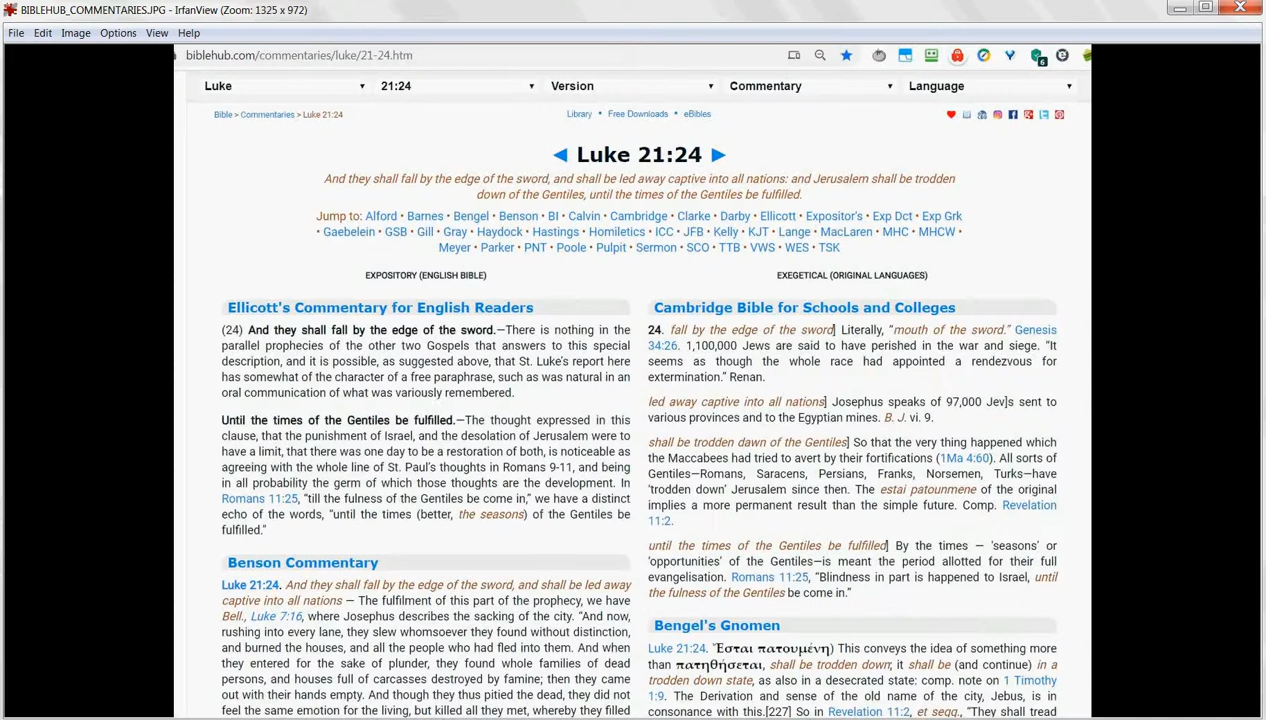 BIBLEHUB_COMMENTARIES.JPG - IrfanView (Zoom: 1325 x 972)
File Edit Image Options View Help
biblehub.com/commentaries/luke/21-24.htm
6
Luke 21:24 Version Commentary Language
Bible > Commentaries > Luke 21:24
Library • Free Downloads • eBibles
◄ Luke 21:24 ►
And they shall fall by the edge of the sword, and shall be led away captive into all nations: and Jerusalem shall be trodden
down of the Gentiles, until the times of the Gentiles be fulfilled.
Jump to: Alford • Barnes • Bengel • Benson • BI • Calvin • Cambridge • Clarke • Darby • Ellicott • Expositor's • Exp Dct • Exp Grk
• Gaebelein • GSB • Gill • Gray • Haydock • Hastings • Homiletics • ICC • JFB • Kelly • KJT • Lange • MacLaren • MHC • MHCW •
Meyer • Parker • PNT • Poole • Pulpit • Sermon • SCO • TTB • VWS • WES • TSK
EXPOSITORY (ENGLISH BIBLE)
Ellicott's Commentary for English Readers
(24) And they shall fall by the edge of the sword.—There is nothing in the
parallel prophecies of the other two Gospels that answers to this special
description, and it is possible, as suggested above, that St. Luke's report here
has somewhat of the character of a free paraphrase, such as was natural in an
oral communication of what was variously remembered.
Until the times of the Gentiles be fulfilled.—The thought expressed in this
clause, that the punishment of Israel, and the desolation of Jerusalem were to
have a limit, that there was one day to be a restoration of both, is noticeable as
agreeing with the whole line of St. Paul's thoughts in Romans 9-11, and being
in all probability the germ of which those thoughts are the development. In
Romans 11:25, “till the fulness of the Gentiles be come in,” we have a distinct
echo of the words, “until the times (better, the seasons) of the Gentiles be
fulfilled.”
Benson Commentary
Luke 21:24. And they shall fall by the edge of the sword, and shall be led away
captive into all nations — The fulfilment of this part of the prophecy, we have
Bell., Luke 7:16, where Josephus describes the sacking of the city. “And now,
rushing into every lane, they slew whomsoever they found without distinction,
and burned the houses, and all the people who had fled into them. And when
they entered for the sake of plunder, they found whole families of dead
persons, and houses full of carcasses destroyed by famine; then they came
out with their hands empty. And though they thus pitied the dead, they did not
feel the same emotion for the living, but killed all they met, whereby they filled
EXEGETICAL (ORIGINAL LANGUAGES)
Cambridge Bible for Schools and Colleges
24. fall by the edge of the sword] Literally, “mouth of the sword.” Genesis
34:26. 1,100,000 Jews are said to have perished in the war and siege. “It
seems as though the whole race had appointed a rendezvous for
extermination.” Renan.
led away captive into all nations] Josephus speaks of 97,000 Jev]s sent to
various provinces and to the Egyptian mines. B. J. vi. 9.
shall be trodden dawn of the Gentiles] So that the very thing happened which
the Maccabees had tried to avert by their fortifications (1Ma 4:60). All sorts of
Gentiles—Romans, Saracens, Persians, Franks, Norsemen, Turks—have
‘trodden down’ Jerusalem since then. The estai patounmene of the original
implies a more permanent result than the simple future. Comp. Revelation
11:2.
until the times of the Gentiles be fulfilled] By the times — ‘seasons’ or
‘opportunities’ of the Gentiles—is meant the period allotted for their full
evangelisation. Romans 11:25, “Blindness in part is happened to Israel, until
the fulness of the Gentiles be come in.”
Bengel's Gnomen
Luke 21:24. Ἔσται πατουμένη) This conveys the idea of something more
than πατηθήσεται, shall be trodden down; it shall be (and continue) in a
trodden down state, as also in a desecrated state: comp. note on 1 Timothy
1:9. The Derivation and sense of the old name of the city, Jebus, is in
consonance with this.[227] So in Revelation 11:2, et seqq., “They shall tread